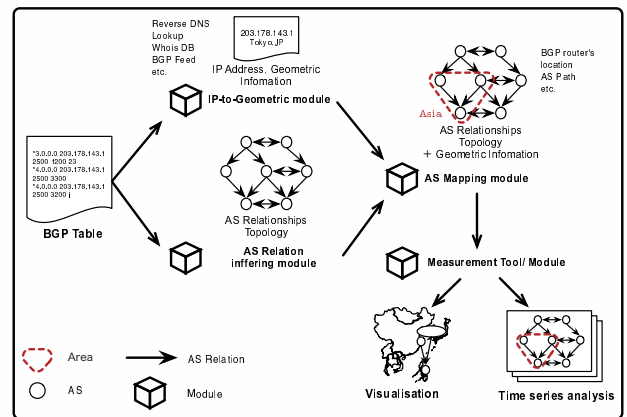 Reverse DNS
Lookup
Whois DB
BGP Feed
etc.
203.178.143.1
Tokyo, JP
IP Address, Geometric
Infomation
IP-to-Geometric module
BGP router's
location
AS Path
etc.
Asia
AS Relationships
Topology
+ Geometric Infomation
AS Mapping module
*3.0.0.0 203.178.143.1
2500 1200 23
*4.0.0.0 203.178.143.1
2500 3300
*4.0.0.0 203.178.143.1
2500 3200 j
BGP Table
AS Relationships
Topology
AS Relation
inffering module
Measurement Tool/ Module
Visualisation
Time series analysis
Area
AS Relation
AS
Module